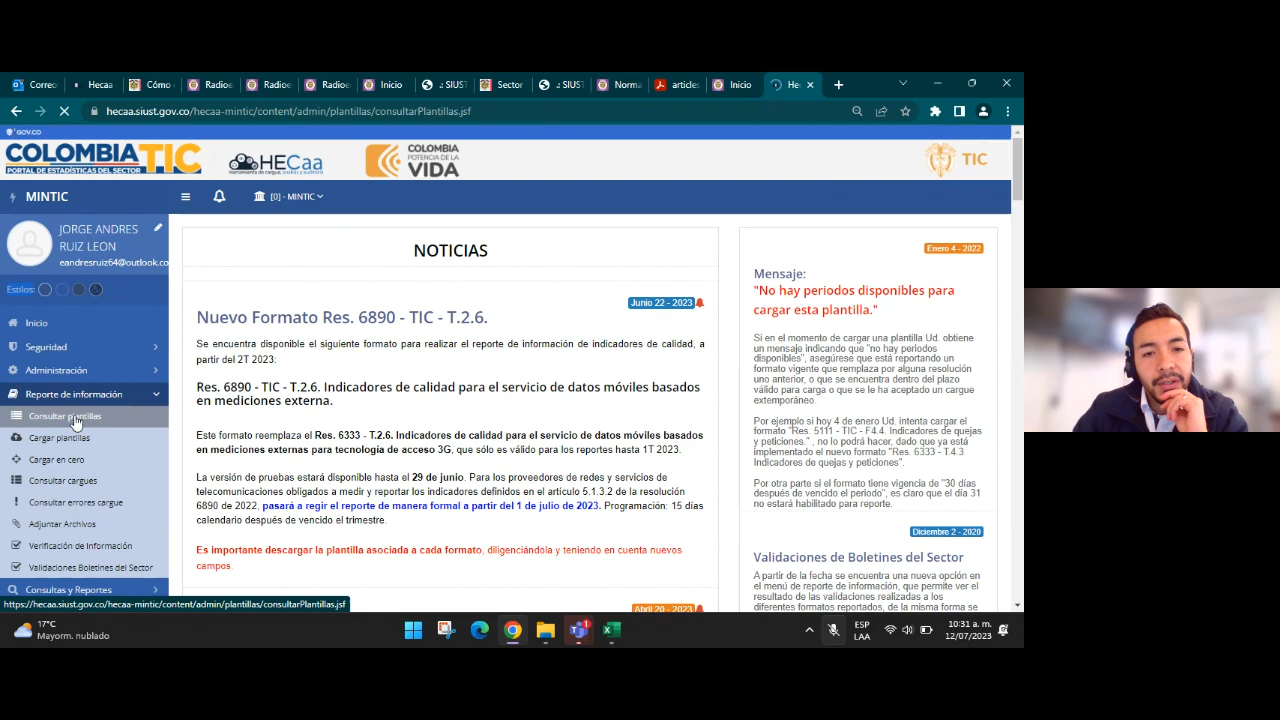 Correo
Hecaa
Cómo
Radioe
Radioe
Radioe
Inicio
.: SIUST
Sector
.: SIUST
Norma
articles
Inicio
He
hecaa.siust.gov.co/hecaa-mintic/content/admin/plantillas/consultarPlantillas.jsf
GOV.CO
COLOMBIA TIC
PORTAL DE ESTADÍSTICAS DEL SECTOR
HECaa
Herramienta de cargue, análisis y auditoría
COLOMBIA
POTENCIA DE LA
VIDA
TIC
MINTIC
[0] - MINTIC
JORGE ANDRES
RUIZ LEON
eandresruiz64@outlook.co
Estilos:
Inicio
Seguridad
Administración
Reporte de información
Consultar plantillas
Cargar plantillas
Cargar en cero
Consultar cargues
Consultar errores cargue
Adjuntar Archivos
Verificación de Información
Validaciones Boletines del Sector
Consultas y Reportes
https://hecaa.siust.gov.co/hecaa-mintic/content/admin/plantillas/consultarPlantillas.jsf
NOTICIAS
Junio 22 - 2023
Nuevo Formato Res. 6890 - TIC - T.2.6.
Se encuentra disponible el siguiente formato para realizar el reporte de información de indicadores de calidad, a
partir del 2T 2023:
Res. 6890 - TIC - T.2.6. Indicadores de calidad para el servicio de datos móviles basados
en mediciones externa.
Este formato reemplaza el Res. 6333 - T.2.6. Indicadores de calidad para el servicio de datos móviles basados
en mediciones externas para tecnología de acceso 3G, que sólo es válido para los reportes hasta 1T 2023.
La versión de pruebas estará disponible hasta el 29 de junio. Para los proveedores de redes y servicios de
telecomunicaciones obligados a medir y reportar los indicadores definidos en el artículo 5.1.3.2 de la resolución
6890 de 2022, pasará a regir el reporte de manera formal a partir del 1 de julio de 2023. Programación: 15 días
calendario después de vencido el trimestre.
Es importante descargar la plantilla asociada a cada formato, diligenciándola y teniendo en cuenta nuevos
campos.
Abril 20 - 2023
Enero 4 - 2022
Mensaje:
"No hay periodos disponibles para
cargar esta plantilla."
Si en el momento de cargar una plantilla Ud. obtiene
un mensaje indicando que "no hay periodos
disponibles", asegúrese que está reportando un
formato vigente que remplaza por alguna resolución
uno anterior, o que se encuentra dentro del plazo
válido para carga o que se le ha aceptado un cargue
extemporáneo.
Por ejemplo si hoy 4 de enero Ud. intenta cargar el
formato "Res. 5111 - TIC - F4.4. Indicadores de quejas
y peticiones." , no lo podrá hacer, dado que ya está
implementado el nuevo formato "Res. 6333 - T.4.3.
Indicadores de quejas y peticiones".
Por otra parte si el formato tiene vigencia de "30 días
después de vencido el periodo", es claro que el día 31
no estará habilitado para reporte.
Diciembre 2 - 2020
Validaciones de Boletines del Sector
A partir de la fecha se encuentra una nueva opción en
el menú de reporte de información, que permite ver el
resultado de las validaciones realizadas a los
diferentes formatos reportados, de la misma forma se
17°C
Mayorm. nublado
1
ESP
LAA
10:31 a. m.
12/07/2023